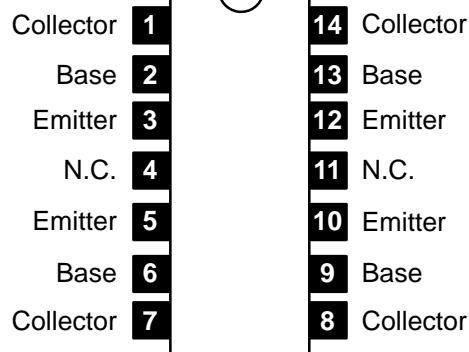 Collector 1 14 Collector
Base 2 13 Base
Emitter 3 12 Emitter
N.C. 4 11 N.C.
Emitter 5 10 Emitter
Base 6 9 Base
Collector 7 8 Collector